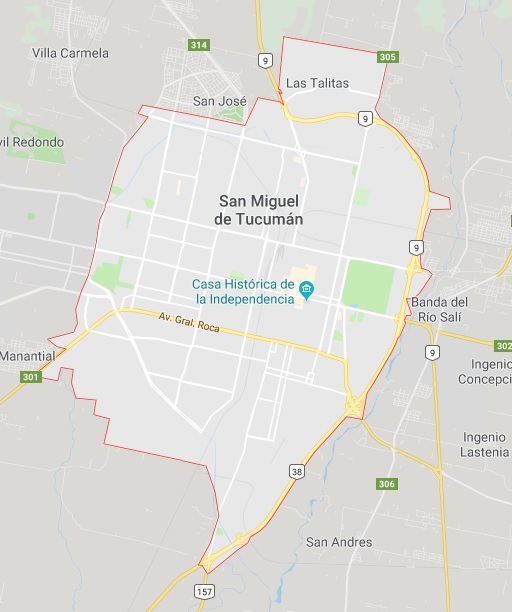 314
Villa Carmela
305
9
Las Talitas
San José
9
vil Redondo
San Miguel
de Tucumán
9
Casa Histórica de
la Independencia
Banda del
Río Salí
Av. Gral. Roca
Manantial
9
302
301
Ingenio
Concepci
Ingenio
Lastenia
38
306
San Andres
157